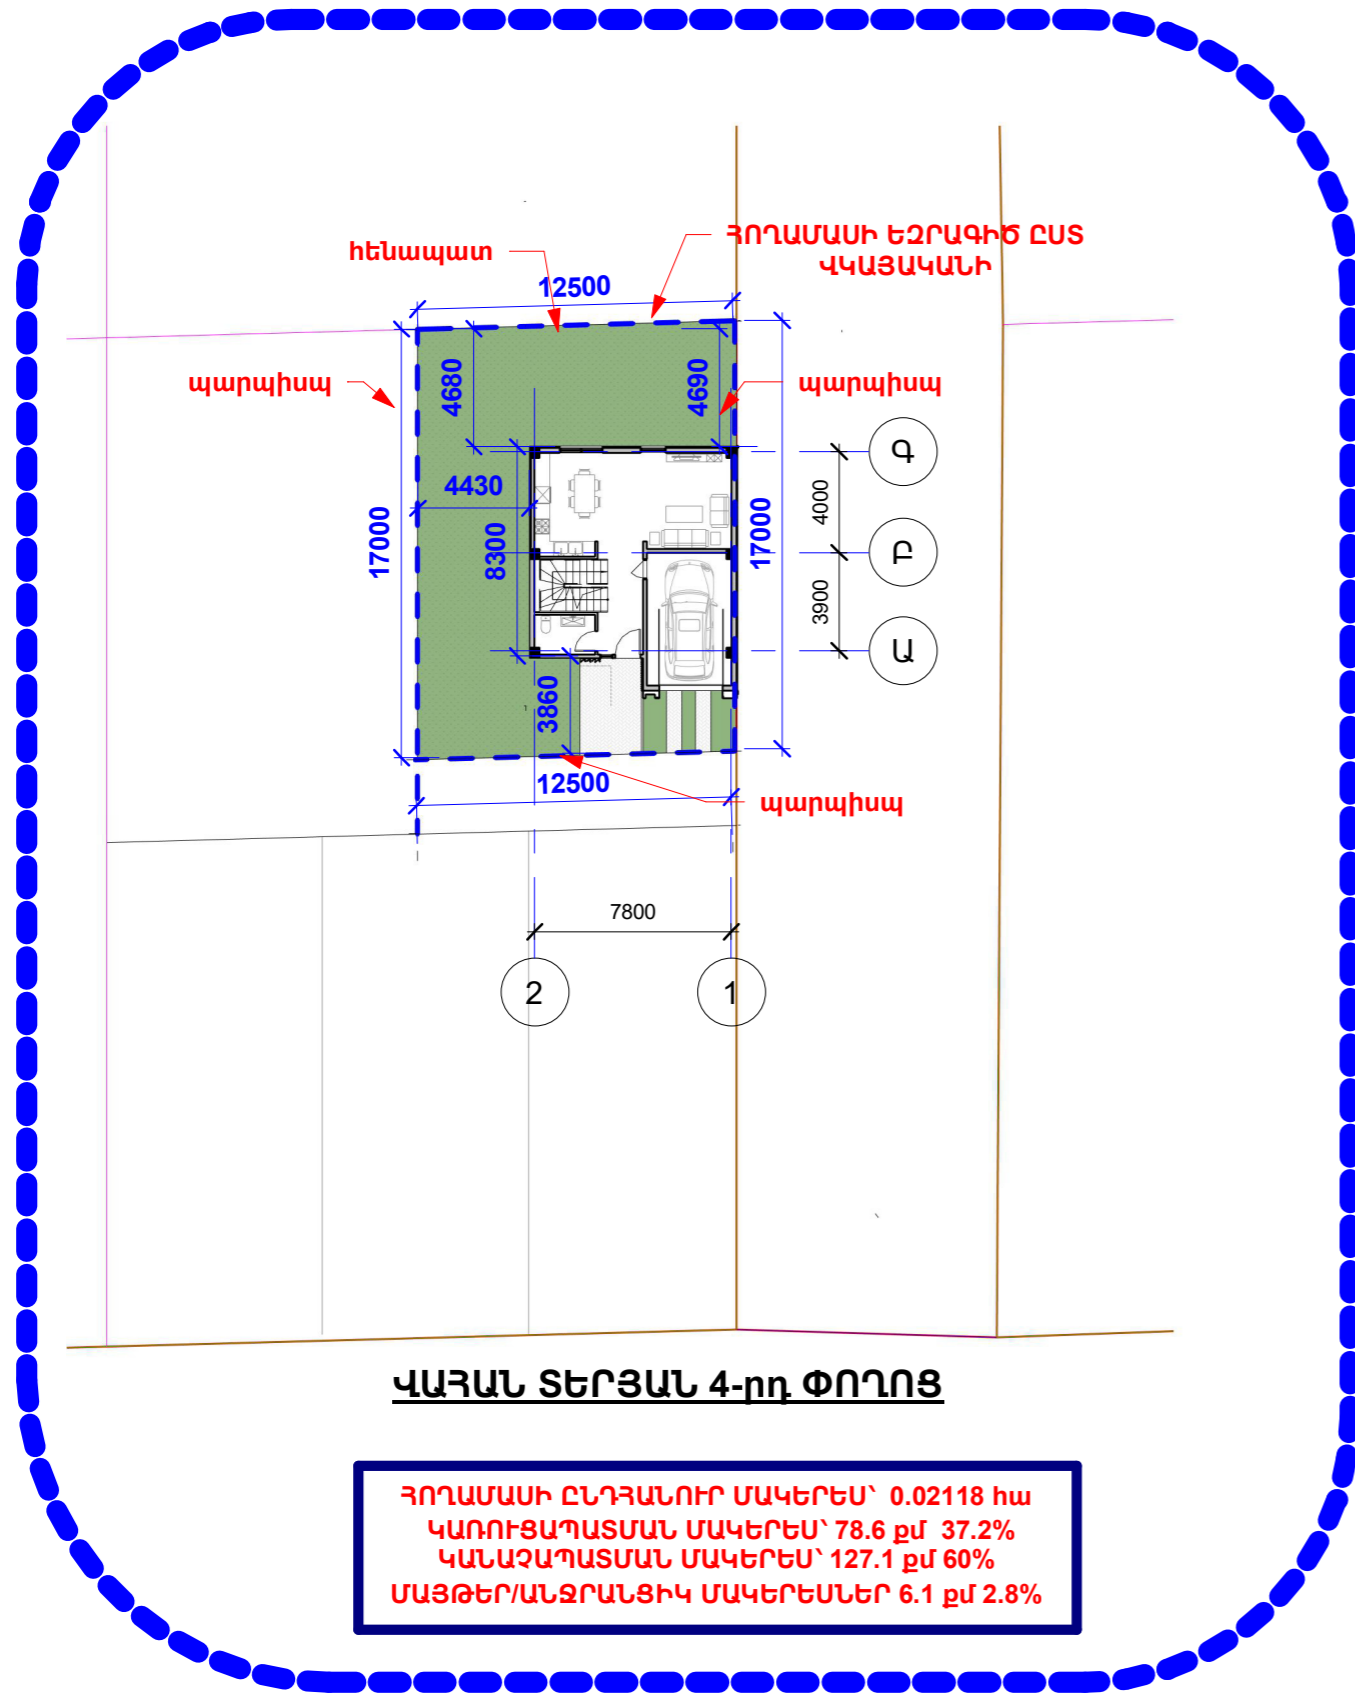 ՀՈՂԱՄԱՍԻ ԵԶՐԱԳԻԾ ԸՍՏ
ՎԿԱՅԱԿԱՆԻ
հենապատ
12500
պարպիսպ
4680
4690
պարպիսպ
Գ
4430
4000
17000
8300
17000
Բ
3900
Ա
3860
12500
պարպիսպ
7800
2
1
ՎԱՀԱՆ ՏԵՐՅԱՆ 4-րդ ՓՈՂՈՑ
ՀՈՂԱՄԱՍԻ ԸՆԴՀԱՆՈՒՐ ՄԱԿԵՐԵՍ՝ 0.02118 հա
ԿԱՌՈՒՑԱՊԱՏՄԱՆ ՄԱԿԵՐԵՍ՝ 78.6 քմ 37.2%
ԿԱՆԱՉԱՊԱՏՄԱՆ ՄԱԿԵՐԵՍ՝ 127.1 քմ 60%
ՄԱՅԹԵՐ/ԱՆՋՐԱՆՑԻԿ ՄԱԿԵՐԵՍՆԵՐ 6.1 քմ 2.8%